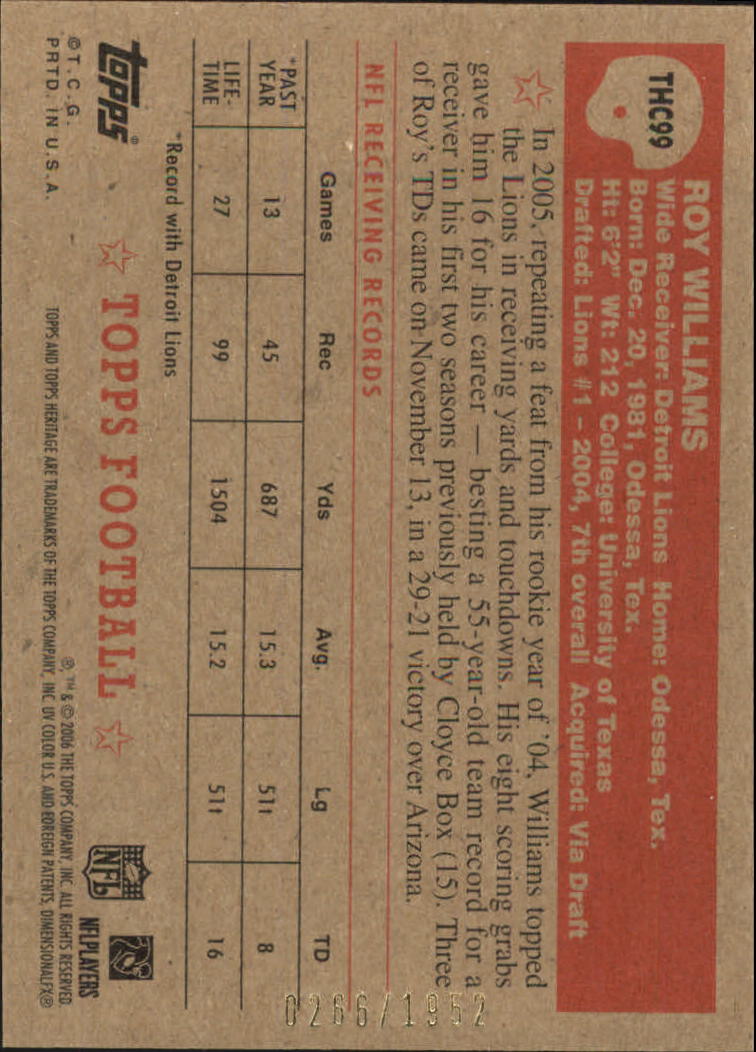 THC99
ROY WILLIAMS
Wide Receiver: Detroit Lions Home: Odessa, Tex.
Born: Dec. 20, 1981, Odessa, Tex.
Ht: 6'2" Wt: 212 College: University of Texas
Drafted: Lions #1 – 2004, 7th overall Acquired: Via Draft
In 2005, repeating a feat from his rookie year of '04, Williams topped
the Lions in receiving yards and touchdowns. His eight scoring grabs
gave him 16 for his career — besting a 55-year-old team record for a
receiver in his first two seasons previously held by Cloyce Box (15). Three
of Roy's TDs came on November 13, in a 29-21 victory over Arizona.
NFL RECEIVING RECORDS
Games Rec Yds Avg. Lg TD
*PAST YEAR 13 45 687 15.3 51t 8
LIFE-TIME 27 99 1504 15.2 51t 16
*Record with Detroit Lions
0266/1952
topps®
TOPPS FOOTBALL
NFL
NFLPLAYERS
©T.C.G.
PRTD. IN U.S.A.
®, ™ & © 2006 THE TOPPS COMPANY, INC. ALL RIGHTS RESERVED.
TOPPS AND TOPPS HERITAGE ARE TRADEMARKS OF THE TOPPS COMPANY, INC. UV COLOR U.S. AND FOREIGN PATENTS, DIMENSIONALFX®